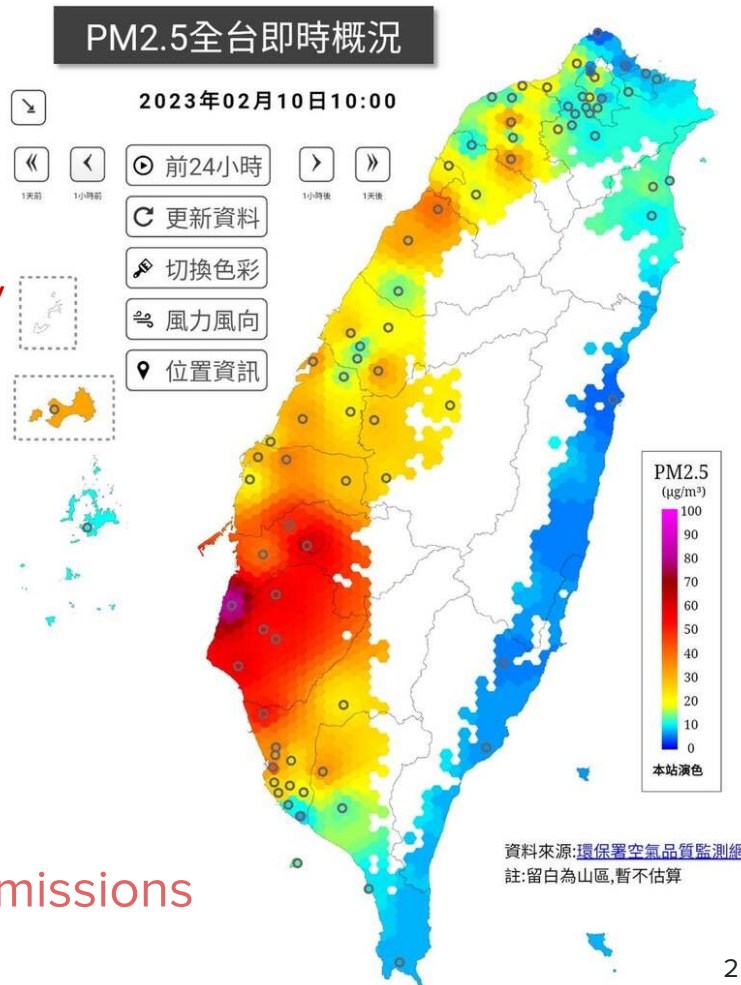 PM2.5全台即時概況
2023年02月10日10:00
1天前
1小時前
前24小時
1小時後
1天後
更新資料
切換色彩
風力風向
位置資訊
y
PM2.5
(μg/m³)
100
90
80
70
60
50
40
30
20
10
0
本站演色
資料來源:環保署空氣品質監測網
註:留白為山區,暫不估算
missions
2